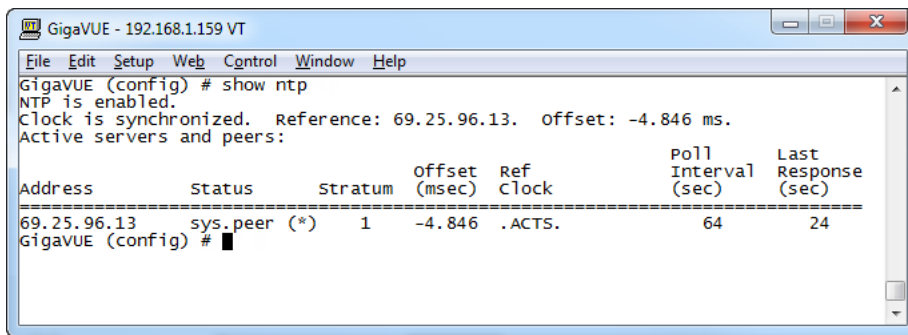 GigaVUE - 192.168.1.159 VT
File Edit Setup Web Control Window Help
GigaVUE (config) # show ntp
NTP is enabled.
Clock is synchronized.  Reference: 69.25.96.13.  Offset: -4.846 ms.
Active servers and peers:
Poll Last
Offset Ref Interval Response
Address Status Stratum (msec) Clock (sec) (sec)
================================================================================
69.25.96.13 sys.peer (*) 1 -4.846 .ACTS. 64 24
GigaVUE (config) #